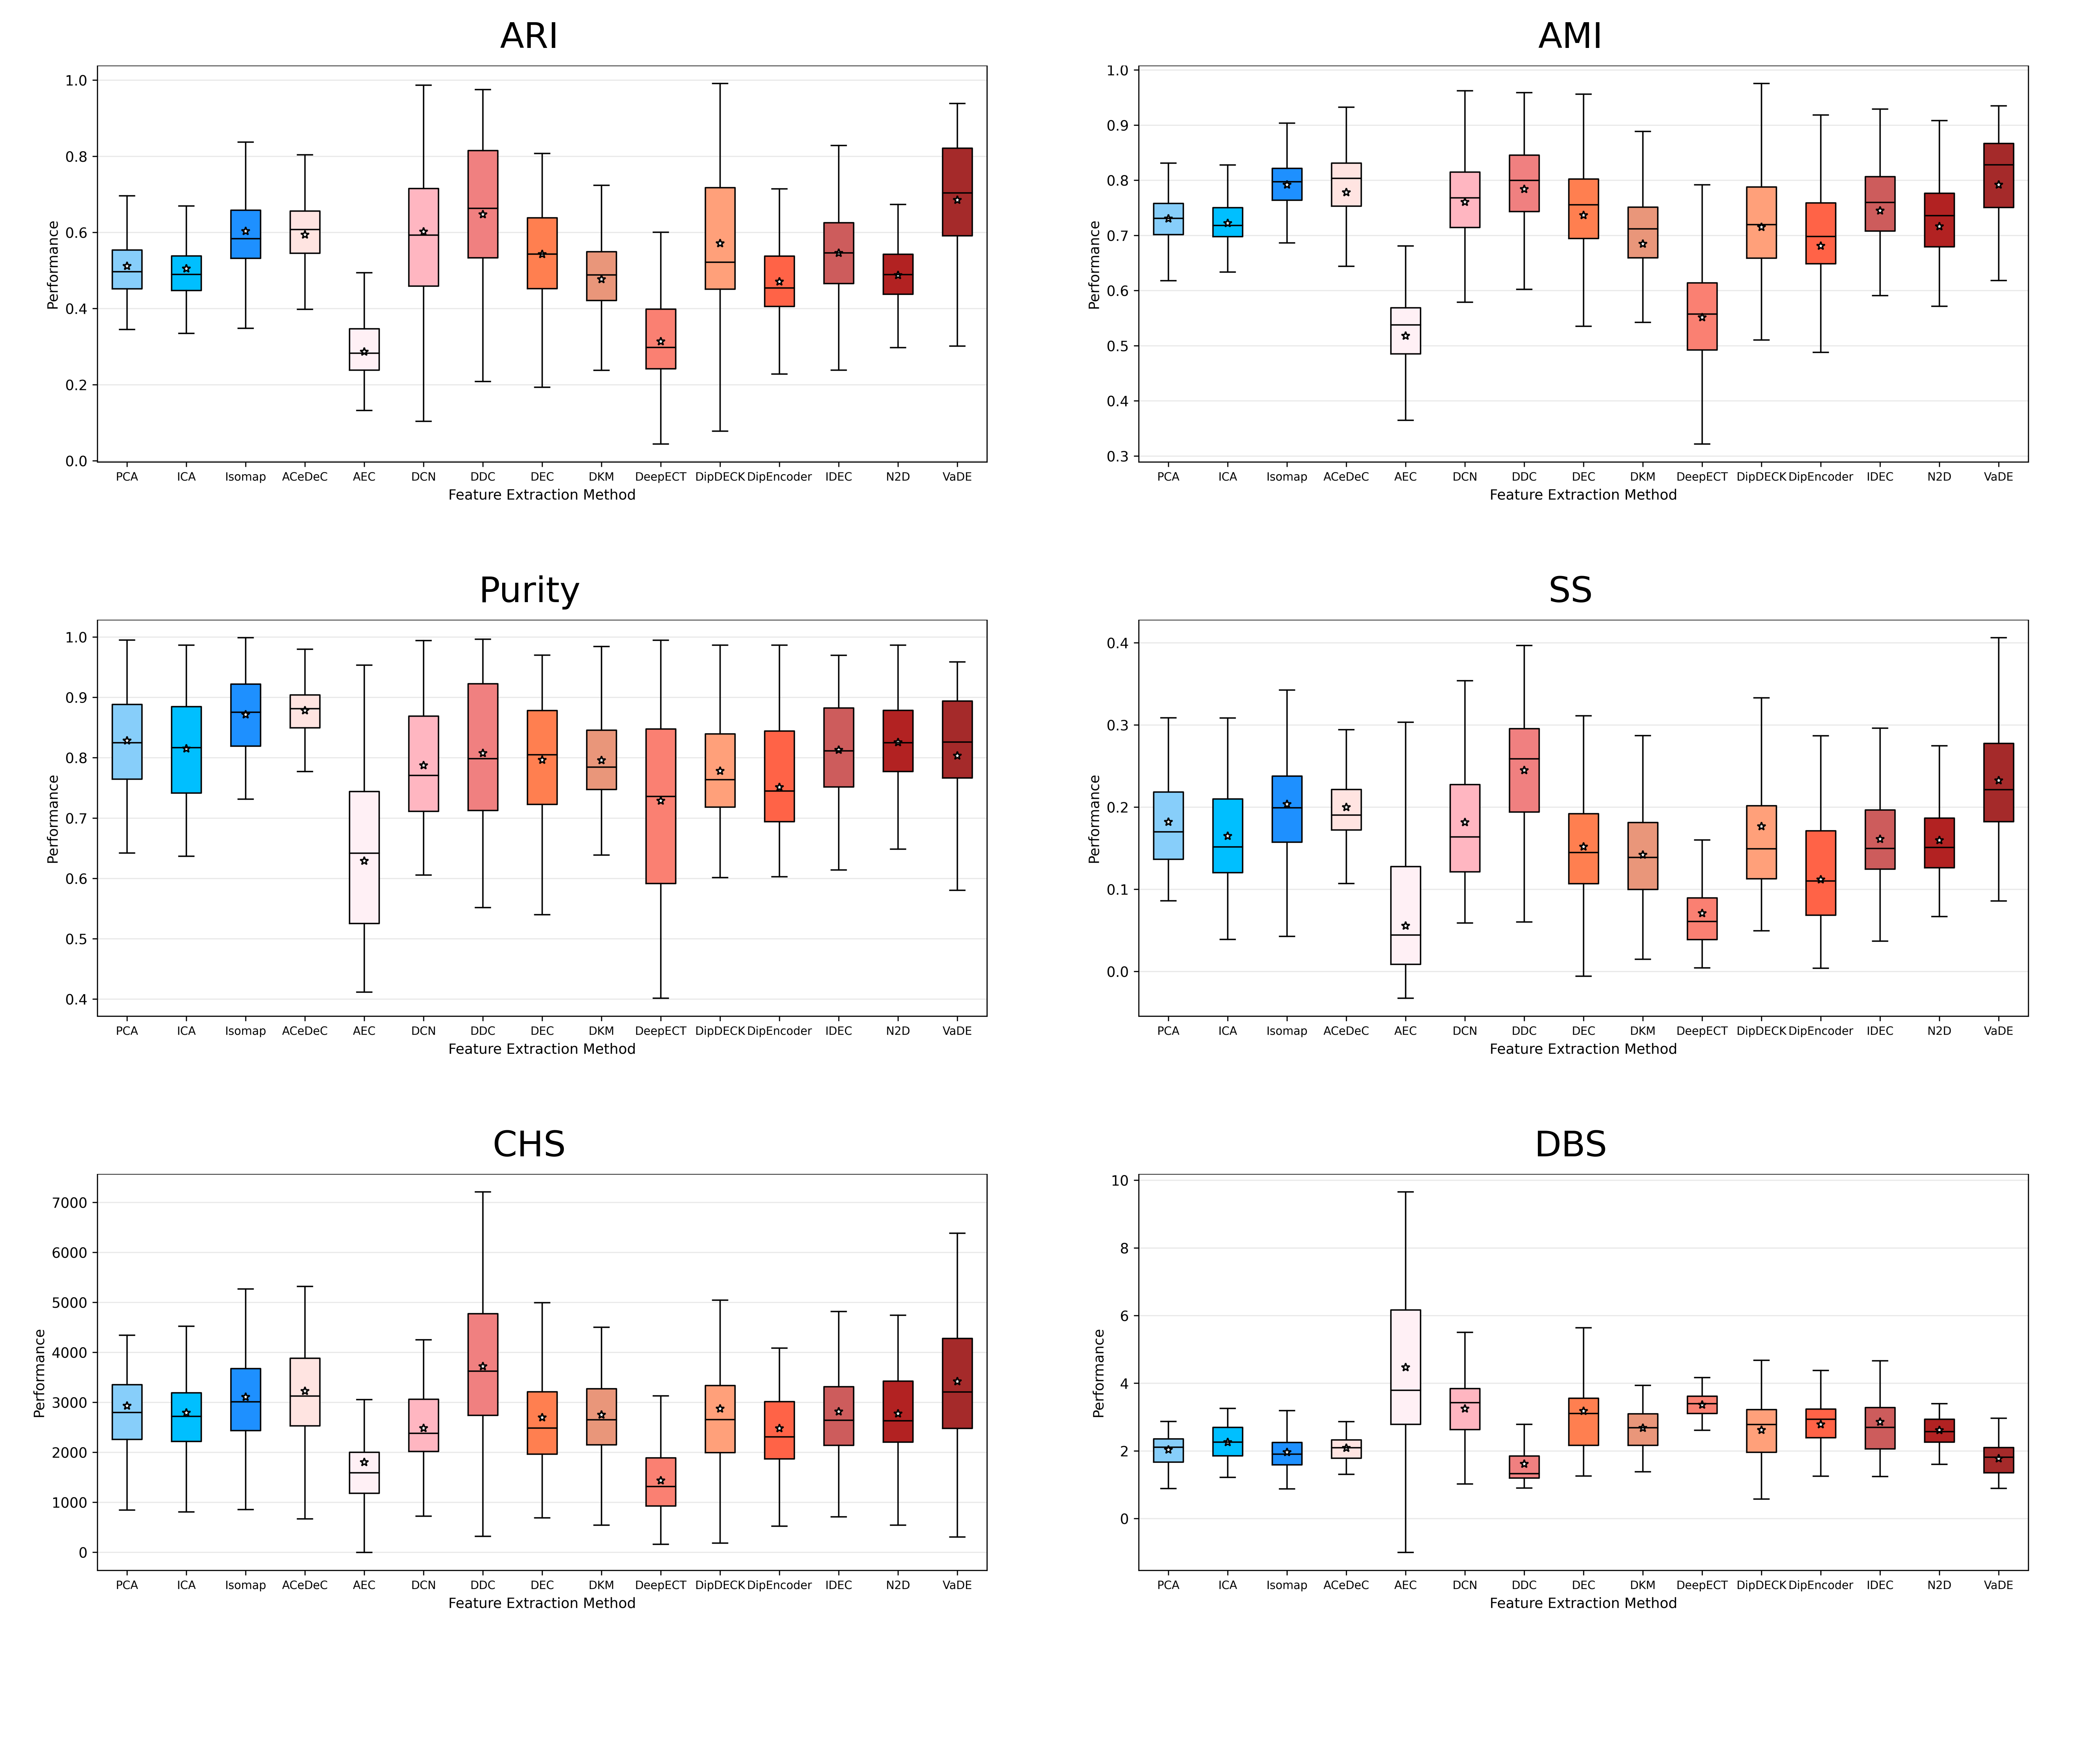 ARI
AMI
1.0
0.8
0.6
0.4
0.2
0.0
Performance
PCA ICA Isomap ACeDeC AEC DCN DDC DEC DKM DeepECT DipDECK DipEncoder IDEC N2D VaDE
Feature Extraction Method
1.0
0.9
0.8
0.7
0.6
0.5
0.4
0.3
Performance
PCA ICA Isomap ACeDeC AEC DCN DDC DEC DKM DeepECT DipDECK DipEncoder IDEC N2D VaDE
Feature Extraction Method
Purity
SS
1.0
0.9
0.8
0.7
0.6
0.5
0.4
Performance
PCA ICA Isomap ACeDeC AEC DCN DDC DEC DKM DeepECT DipDECK DipEncoder IDEC N2D VaDE
Feature Extraction Method
0.4
0.3
0.2
0.1
0.0
Performance
PCA ICA Isomap ACeDeC AEC DCN DDC DEC DKM DeepECT DipDECK DipEncoder IDEC N2D VaDE
Feature Extraction Method
CHS
DBS
7000
6000
5000
4000
3000
2000
1000
0
Performance
PCA ICA Isomap ACeDeC AEC DCN DDC DEC DKM DeepECT DipDECK DipEncoder IDEC N2D VaDE
Feature Extraction Method
10
8
6
4
2
0
Performance
PCA ICA Isomap ACeDeC AEC DCN DDC DEC DKM DeepECT DipDECK DipEncoder IDEC N2D VaDE
Feature Extraction Method